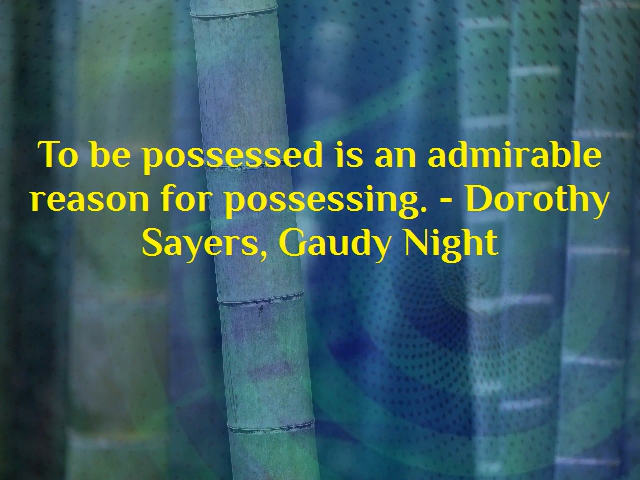 To be possessed is an admirable
reason for possessing. - Dorothy
Sayers, Gaudy Night